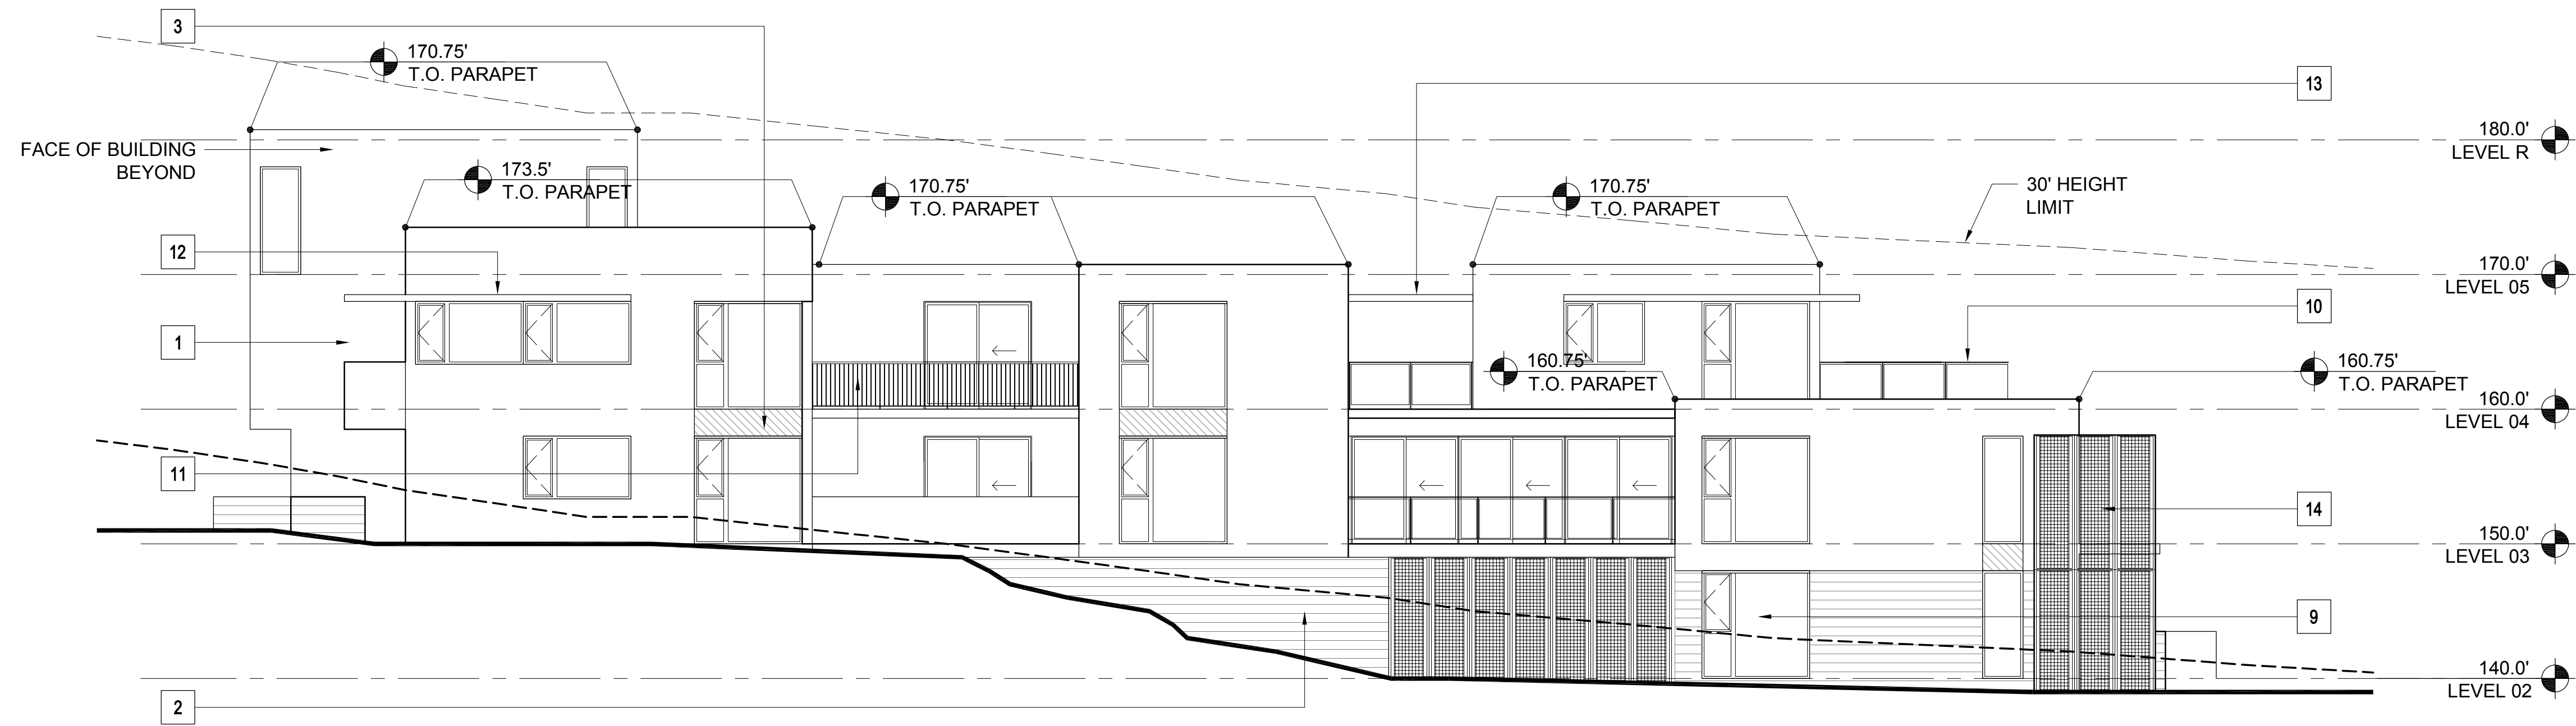 3
170.75'
T.O. PARAPET
13
180.0'
LEVEL R
FACE OF BUILDING
BEYOND
173.5'
T.O. PARAPET
170.75'
T.O. PARAPET
170.75'
T.O. PARAPET
30' HEIGHT
LIMIT
12
170.0'
LEVEL 05
10
1
160.75'
T.O. PARAPET
160.75'
T.O. PARAPET
160.0'
LEVEL 04
11
14
150.0'
LEVEL 03
9
140.0'
LEVEL 02
2